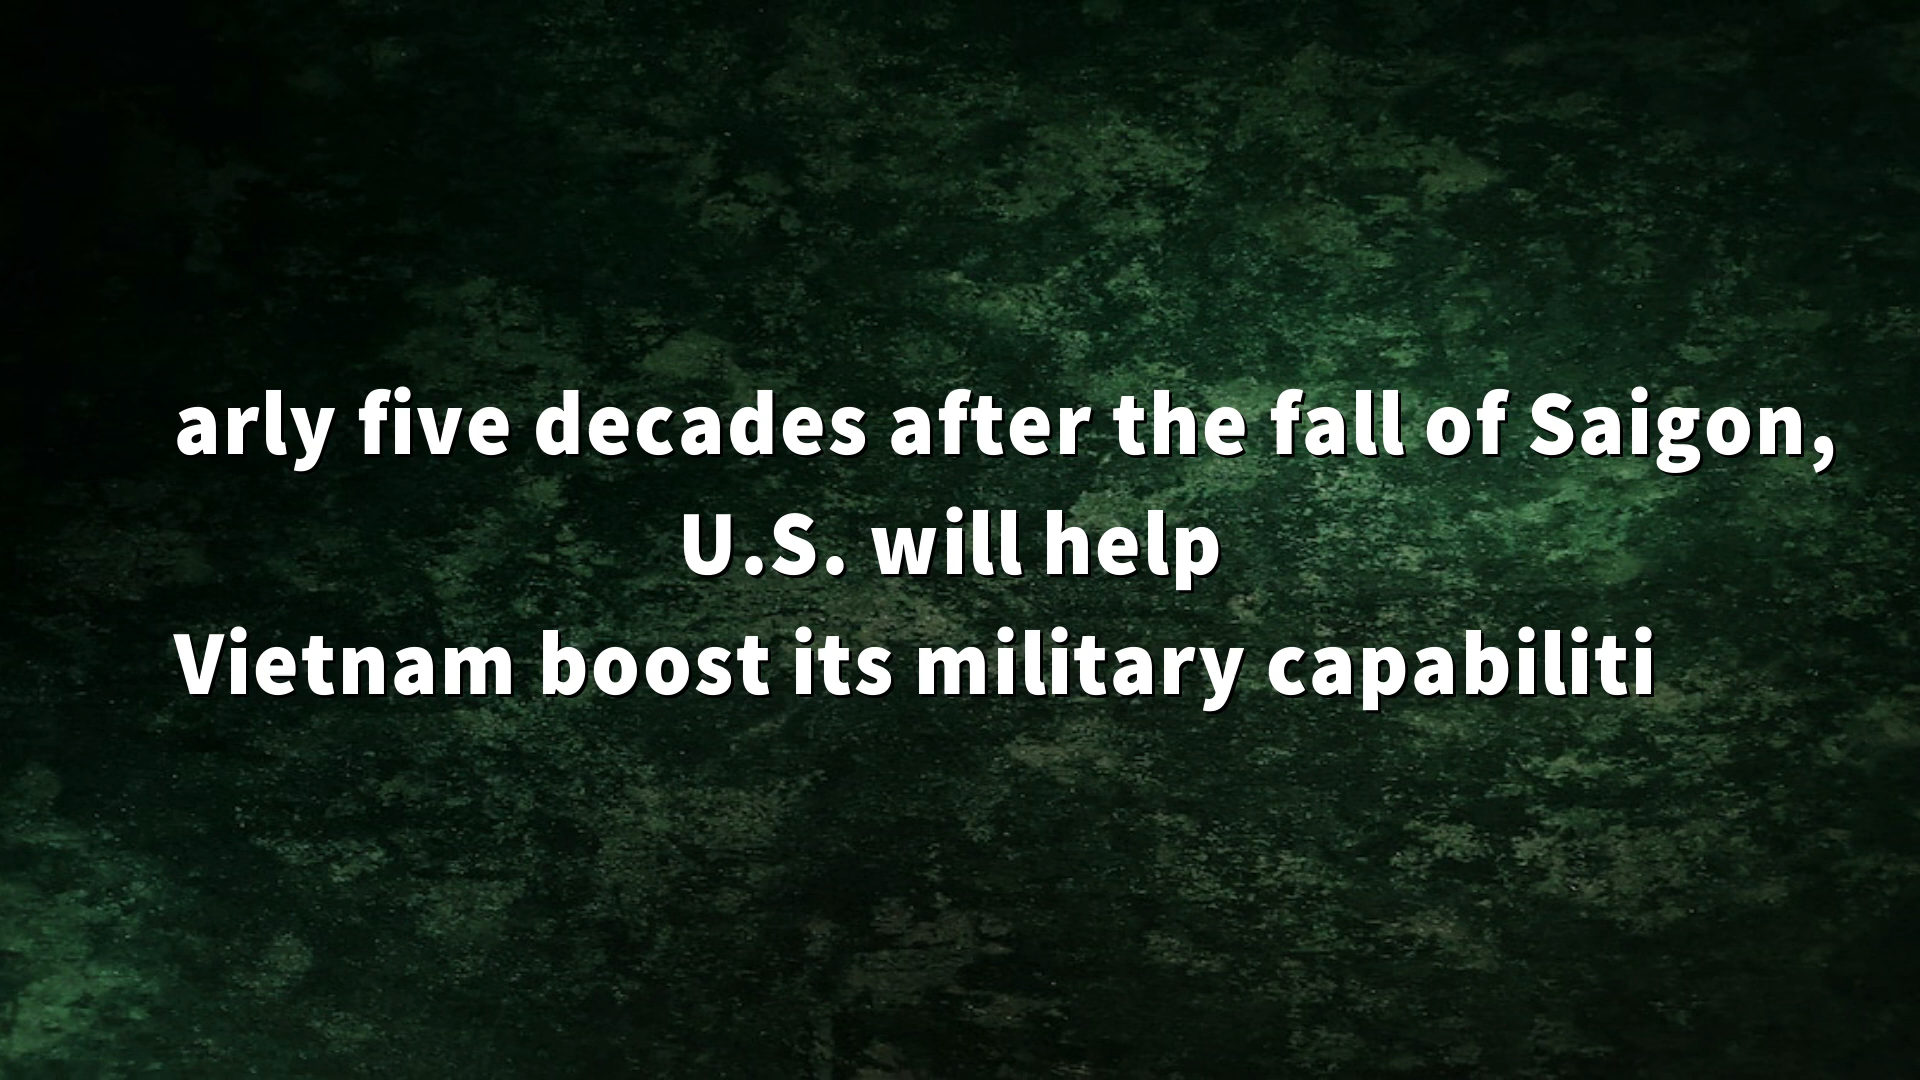 arly five decades after the fall of Saigon,
U.S. will help
Vietnam boost its military capabiliti